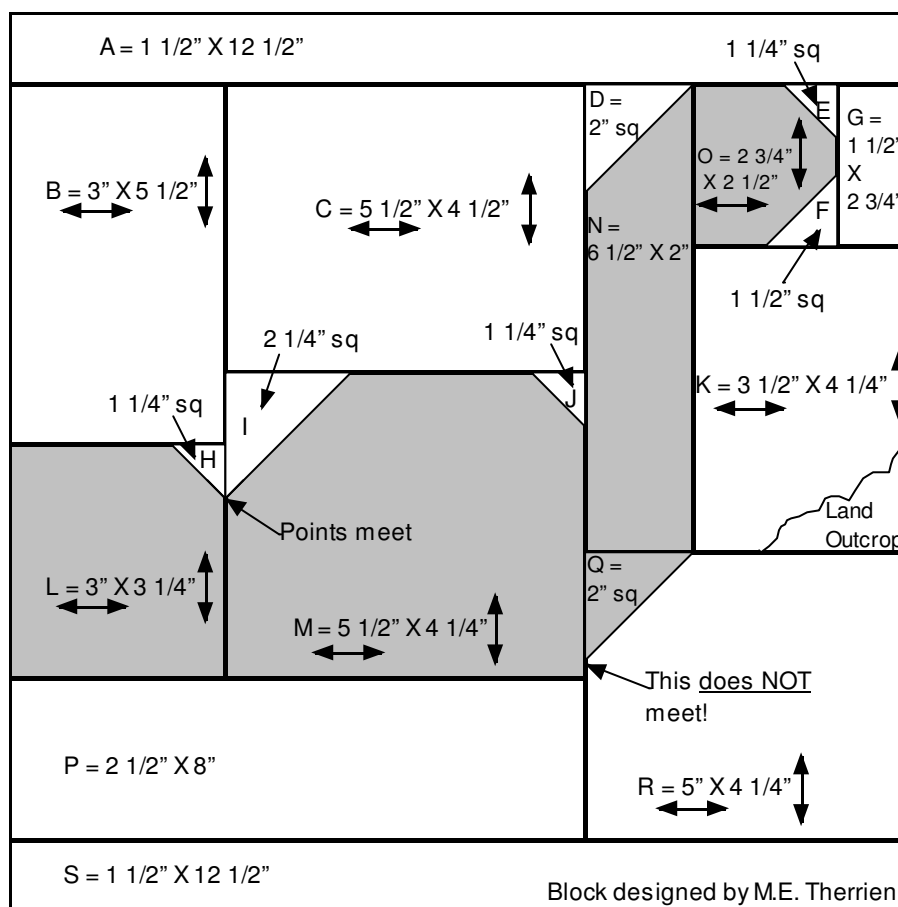 A = 1 1/2” X 12 1/2”
1 1/4” sq
D =
2” sq
E
G =
1 1/2”
X
2 3/4”
O = 2 3/4”
X 2 1/2”
B = 3” X 5 1/2”
C = 5 1/2” X 4 1/2”
F
N =
6 1/2” X 2”
1 1/2” sq
2 1/4” sq
1 1/4” sq
K = 3 1/2” X 4 1/4”
1 1/4” sq
J
I
H
Land
Outcrop
Points meet
Q =
2” sq
L = 3” X 3 1/4”
M = 5 1/2” X 4 1/4”
This does NOT
meet!
P = 2 1/2” X 8”
R = 5” X 4 1/4”
S = 1 1/2” X 12 1/2”
Block designed by M.E. Therrien